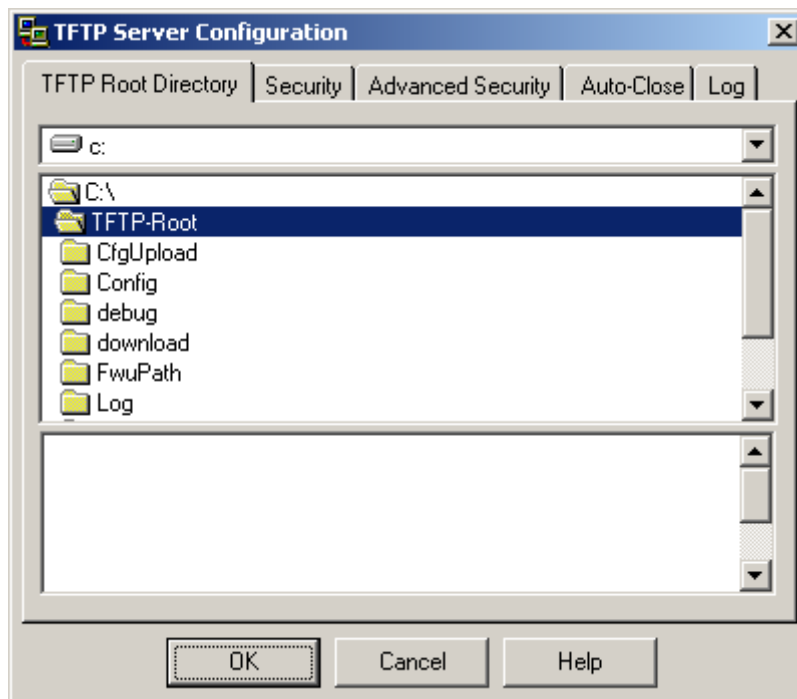 TFTP Server Configuration
TFTP Root Directory Security Advanced Security Auto-Close Log
c:
C:\
TFTP-Root
CfgUpload
Config
debug
download
FwuPath
Log
OK Cancel Help